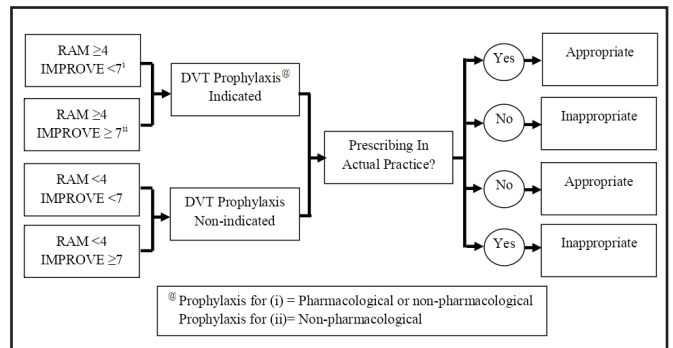 RAM ≥4
IMPROVE <7ⁱ
RAM ≥4
IMPROVE ≥ 7ⁱⁱ
RAM <4
IMPROVE <7
RAM <4
IMPROVE ≥7
DVT Prophylaxis@
Indicated
DVT Prophylaxis
Non-indicated
Prescribing In
Actual Practice?
Yes
Appropriate
No
Inappropriate
No
Appropriate
Yes
Inappropriate
@ Prophylaxis for (i) = Pharmacological or non-pharmacological
Prophylaxis for (ii)= Non-pharmacological